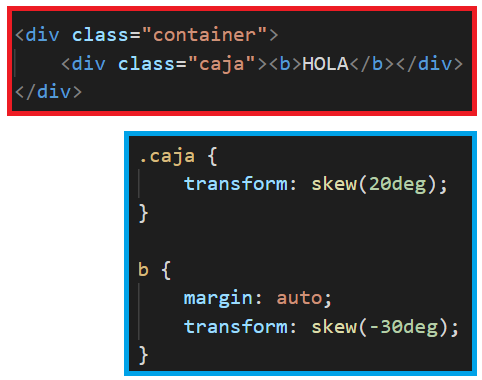 <div class="container">
    <div class="caja"><b>HOLA</b></div>
</div>
.caja {
    transform: skew(20deg);
}
b {
    margin: auto;
    transform: skew(-30deg);
}